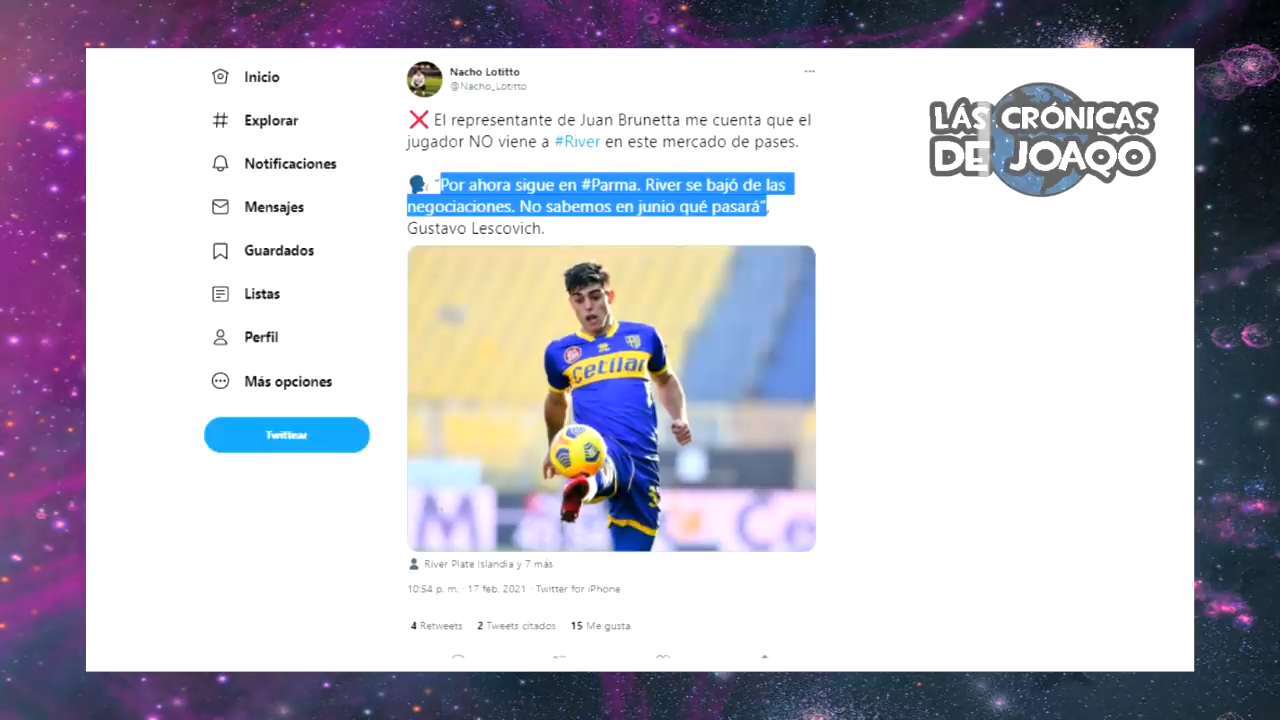 Inicio
Explorar
Notificaciones
Mensajes
Guardados
Listas
Perfil
Más opciones
Twittear
Nacho Lotitto
@Nacho_Lotitto
❌ El representante de Juan Brunetta me cuenta que el
jugador NO viene a #River en este mercado de pases.
🗣 "Por ahora sigue en #Parma. River se bajó de las
negociaciones. No sabemos en junio qué pasará",
Gustavo Lescovich.
Cetilar
River Plate Islandia y 7 más
10:54 p. m. · 17 feb. 2021 · Twitter for iPhone
4 Retweets 2 Tweets citados 15 Me gusta
LÁS CRÓNICAS
DE JOAQO